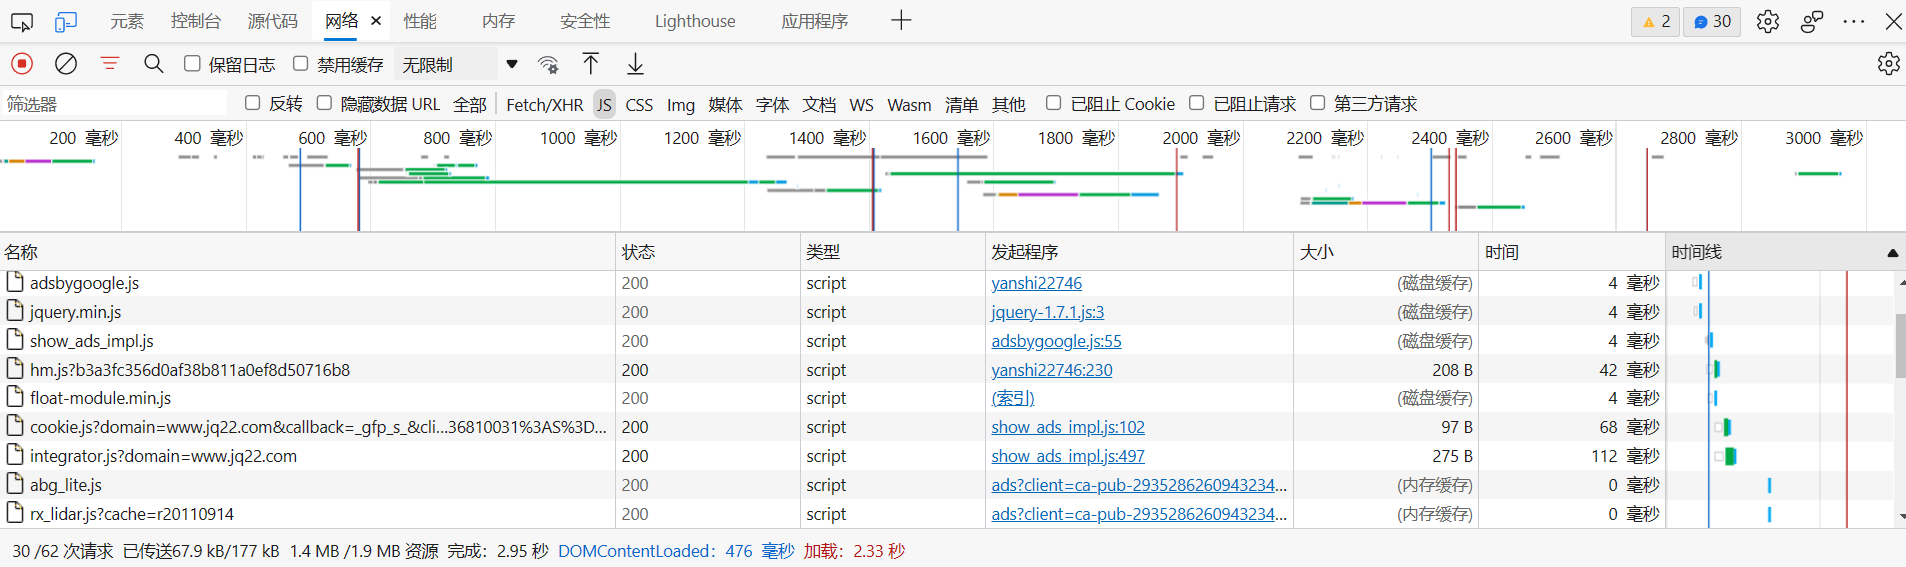 元素 控制台 源代码 网络 × 性能 内存 安全性 Lighthouse 应用程序 2 30
保留日志 禁用缓存 无限制
筛选器 反转 隐藏数据 URL 全部 Fetch/XHR JS CSS Img 媒体 字体 文档 WS Wasm 清单 其他 已阻止 Cookie 已阻止请求 第三方请求
200 毫秒 400 毫秒 600 毫秒 800 毫秒 1000 毫秒 1200 毫秒 1400 毫秒 1600 毫秒 1800 毫秒 2000 毫秒 2200 毫秒 2400 毫秒 2600 毫秒 2800 毫秒 3000 毫秒
名称 状态 类型 发起程序 大小 时间 时间线
adsbygoogle.js 200 script yanshi22746 (磁盘缓存) 4 毫秒
jquery.min.js 200 script jquery-1.7.1.js:3 (磁盘缓存) 4 毫秒
show_ads_impl.js 200 script adsbygoogle.js:55 (磁盘缓存) 4 毫秒
hm.js?b3a3fc356d0af38b811a0ef8d50716b8 200 script yanshi22746:230 208 B 42 毫秒
float-module.min.js 200 script (索引) (磁盘缓存) 4 毫秒
cookie.js?domain=www.jq22.com&callback=_gfp_s_&cli...36810031%3AS%3D... 200 script show_ads_impl.js:102 97 B 68 毫秒
integrator.js?domain=www.jq22.com 200 script show_ads_impl.js:497 275 B 112 毫秒
abg_lite.js 200 script ads?client=ca-pub-2935286260943234... (内存缓存) 0 毫秒
rx_lidar.js?cache=r20110914 200 script ads?client=ca-pub-2935286260943234... (内存缓存) 0 毫秒
30 /62 次请求 已传送67.9 kB/177 kB 1.4 MB /1.9 MB 资源 完成：2.95 秒 DOMContentLoaded：476 毫秒 加载：2.33 秒